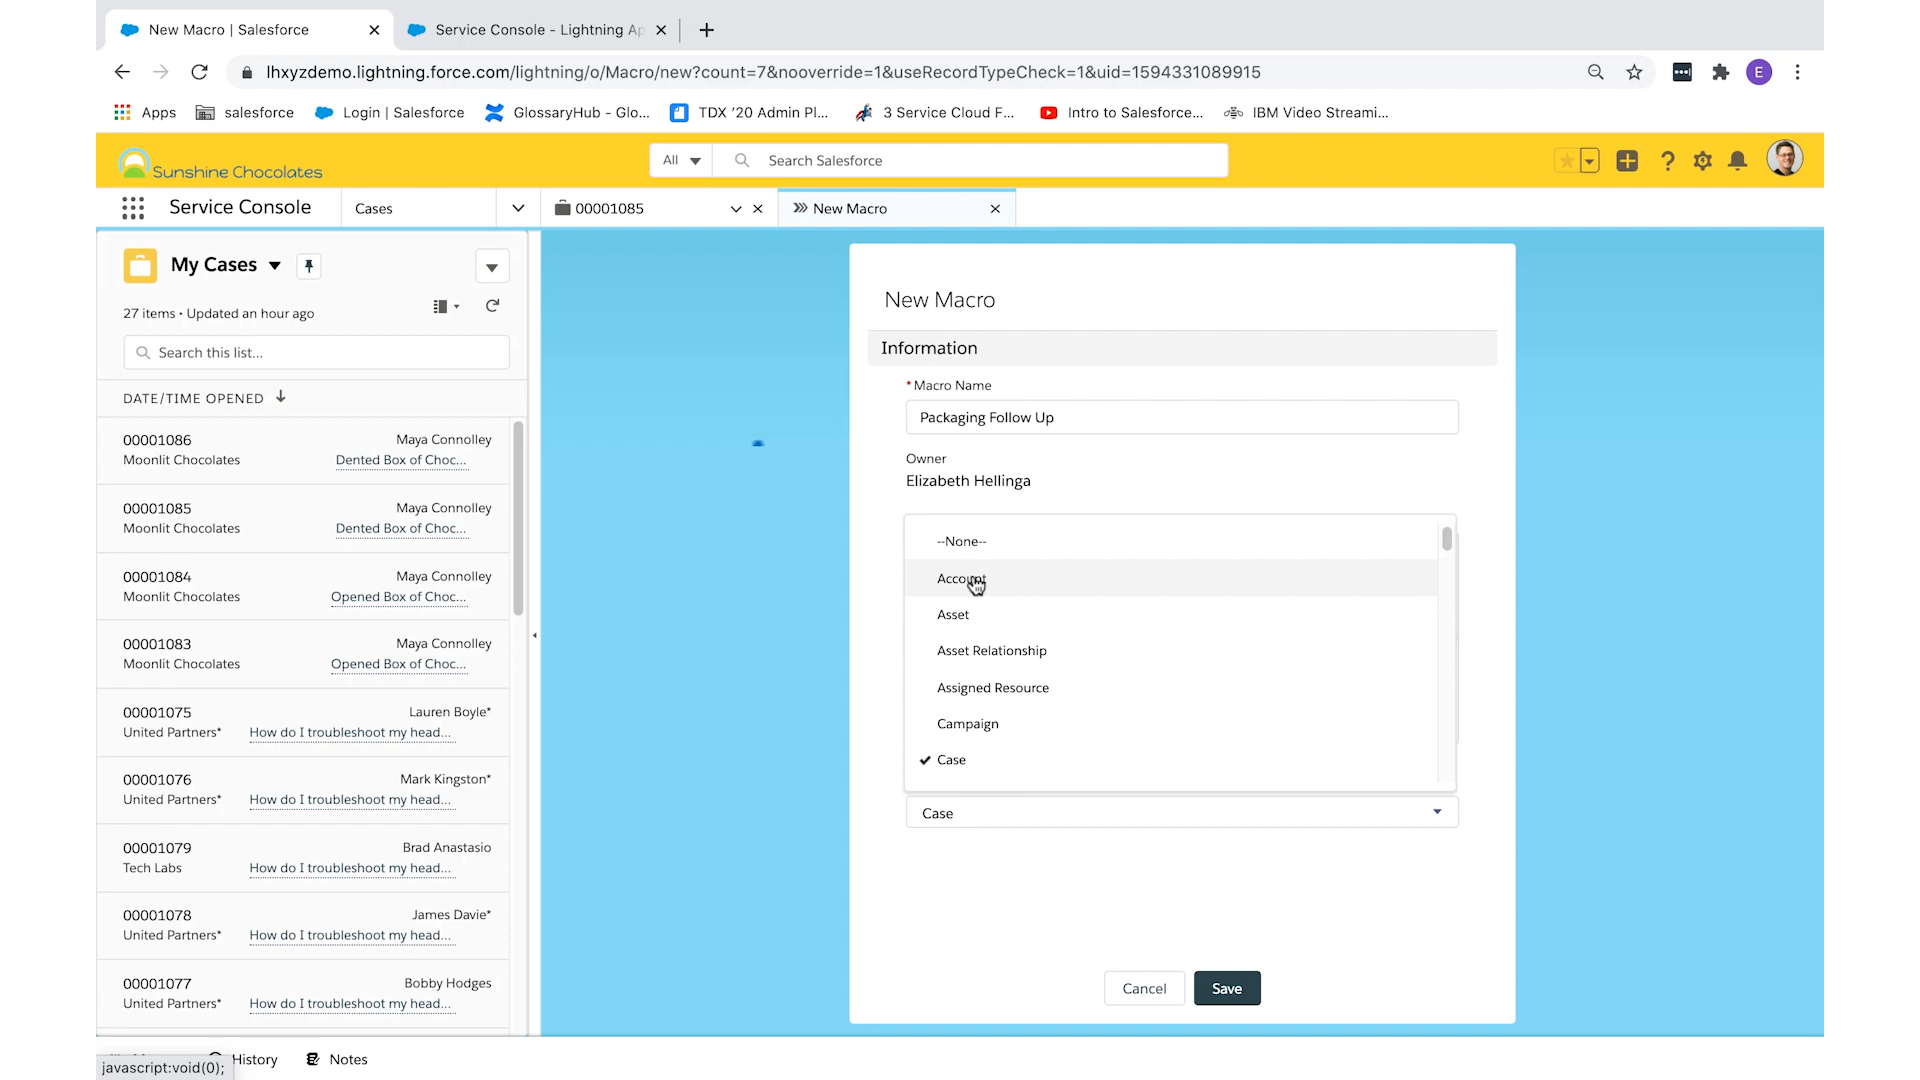 New Macro | Salesforce
Service Console - Lightning Ap
lhxyzdemo.lightning.force.com/lightning/o/Macro/new?count=7&nooverride=1&useRecordTypeCheck=1&uid=1594331089915
E
Apps
salesforce
Login | Salesforce
GlossaryHub - Glo...
TDX '20 Admin Pl...
3 Service Cloud F...
Intro to Salesforce...
IBM Video Streami...
Sunshine Chocolates
All
Search Salesforce
Service Console
Cases
00001085
New Macro
My Cases
27 items • Updated an hour ago
Search this list...
DATE/TIME OPENED
00001086
Maya Connolley
Moonlit Chocolates
Dented Box of Choc...
00001085
Maya Connolley
Moonlit Chocolates
Dented Box of Choc...
00001084
Maya Connolley
Moonlit Chocolates
Opened Box of Choc...
00001083
Maya Connolley
Moonlit Chocolates
Opened Box of Choc...
00001075
Lauren Boyle*
United Partners*
How do I troubleshoot my head...
00001076
Mark Kingston*
United Partners*
How do I troubleshoot my head...
00001079
Brad Anastasio
Tech Labs
How do I troubleshoot my head...
00001078
James Davie*
United Partners*
How do I troubleshoot my head...
00001077
Bobby Hodges
United Partners*
How do I troubleshoot my head...
New Macro
Information
* Macro Name
Packaging Follow Up
Owner
Elizabeth Hellinga
--None--
Account
Asset
Asset Relationship
Assigned Resource
Campaign
Case
Case
Cancel
Save
History
Notes
javascript:void(0);